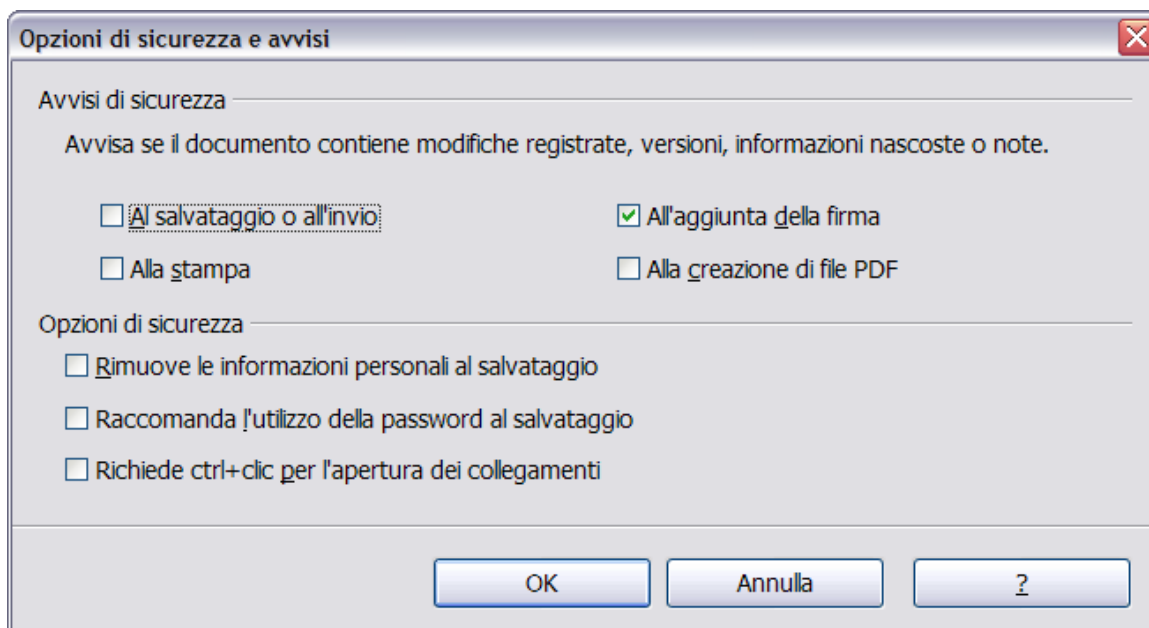 Opzioni di sicurezza e avvisi
Avvisi di sicurezza
Avvisa se il documento contiene modifiche registrate, versioni, informazioni nascoste o note.
Al salvataggio o all'invio All'aggiunta della firma
Alla stampa Alla creazione di file PDF
Opzioni di sicurezza
Rimuove le informazioni personali al salvataggio
Raccomanda l'utilizzo della password al salvataggio
Richiede ctrl+clic per l'apertura dei collegamenti
OK Annulla ?